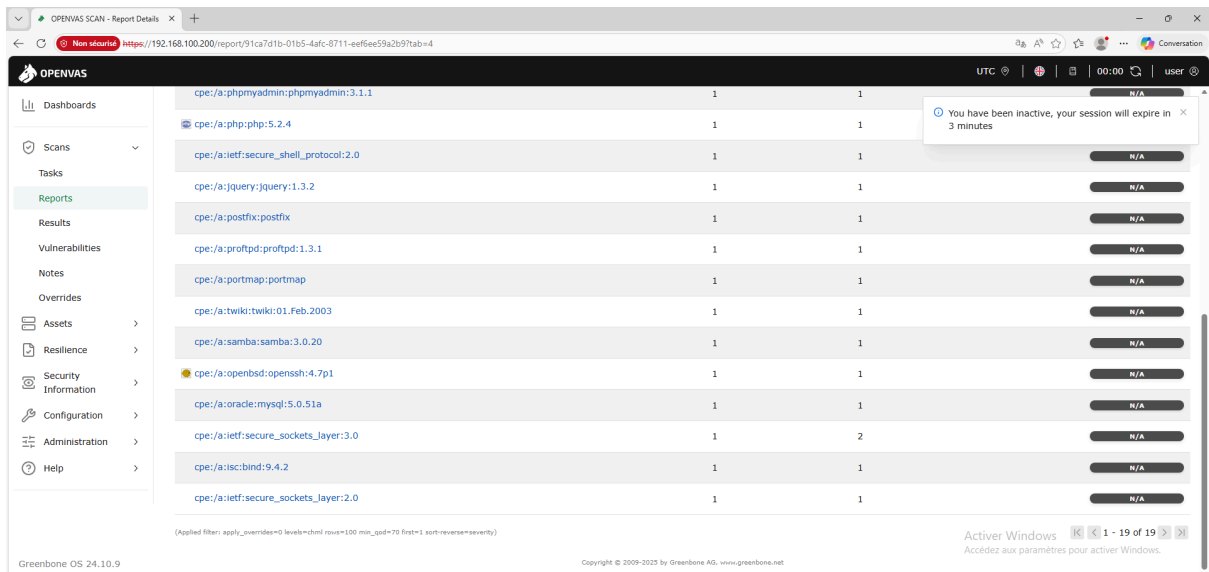 OPENVAS SCAN - Report Details
Non sécurisé https://192.168.100.200/report/91ca7d1b-01b5-4afc-8711-eef6ee59a2b9?tab=4
Conversation
OPENVAS
UTC
00:00
user
Dashboards
Scans
Tasks
Reports
Results
Vulnerabilities
Notes
Overrides
Assets
Resilience
Security
Information
Configuration
Administration
Help
cpe:/a:phpmyadmin:phpmyadmin:3.1.1 1 1 N/A
You have been inactive, your session will expire in
3 minutes
cpe:/a:php:php:5.2.4 1 1
cpe:/a:ietf:secure_shell_protocol:2.0 1 1 N/A
cpe:/a:jquery:jquery:1.3.2 1 1 N/A
cpe:/a:postfix:postfix 1 1 N/A
cpe:/a:proftpd:proftpd:1.3.1 1 1 N/A
cpe:/a:portmap:portmap 1 1 N/A
cpe:/a:twiki:twiki:01.Feb.2003 1 1 N/A
cpe:/a:samba:samba:3.0.20 1 1 N/A
cpe:/a:openbsd:openssh:4.7p1 1 1 N/A
cpe:/a:oracle:mysql:5.0.51a 1 1 N/A
cpe:/a:ietf:secure_sockets_layer:3.0 1 2 N/A
cpe:/a:isc:bind:9.4.2 1 1 N/A
cpe:/a:ietf:secure_sockets_layer:2.0 1 1 N/A
(Applied filter: apply_overrides=0 levels=chml rows=100 min_qod=70 first=1 sort-reverse=severity)
1 - 19 of 19
Activer Windows
Accédez aux paramètres pour activer Windows.
Greenbone OS 24.10.9
Copyright © 2009-2025 by Greenbone AG, www.greenbone.net